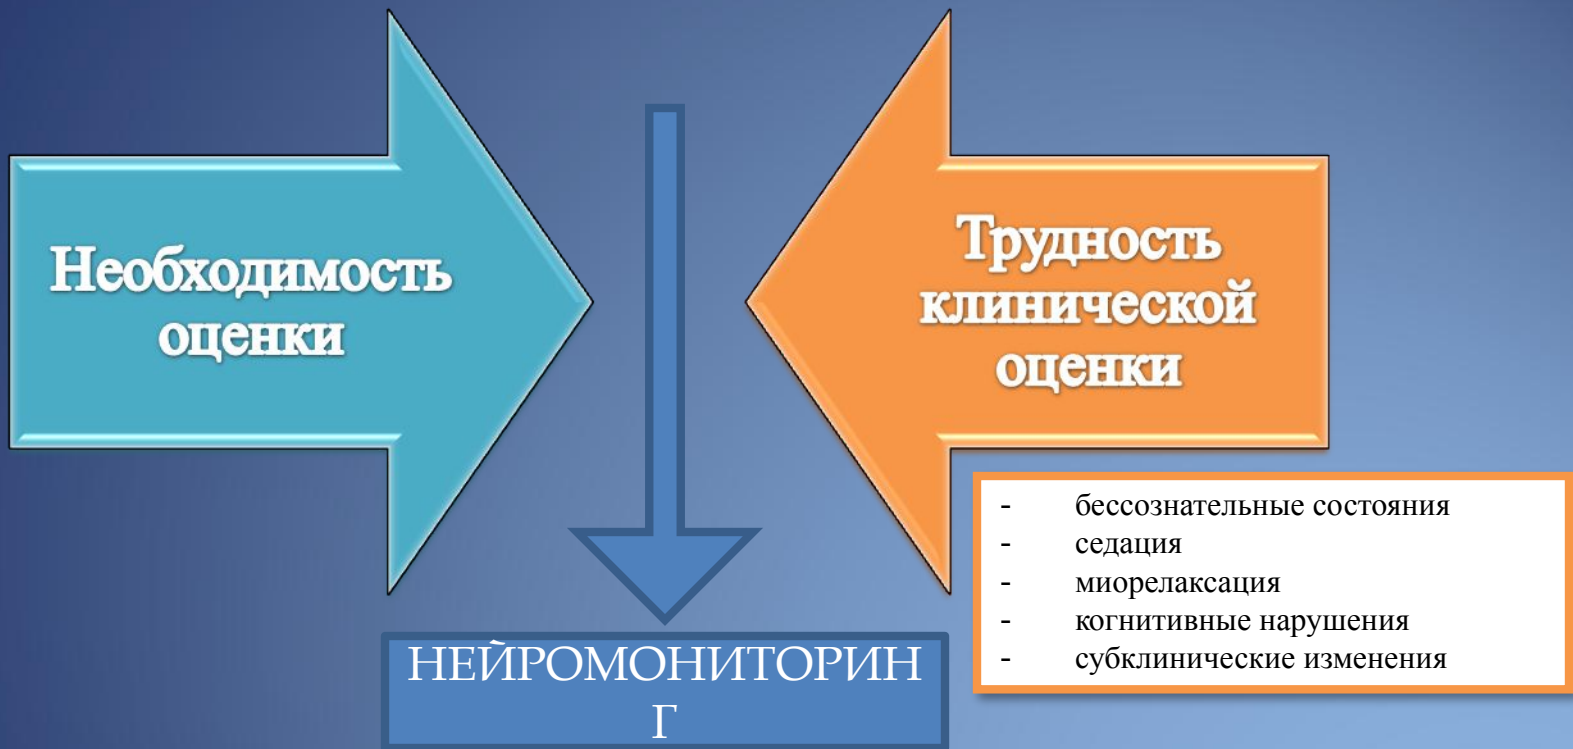 Необходимость
оценки
Трудность
клинической
оценки
- бессознательные состояния
- седация
- миорелаксация
- когнитивные нарушения
- субклинические изменения
НЕЙРОМОНИТОРИН
Г